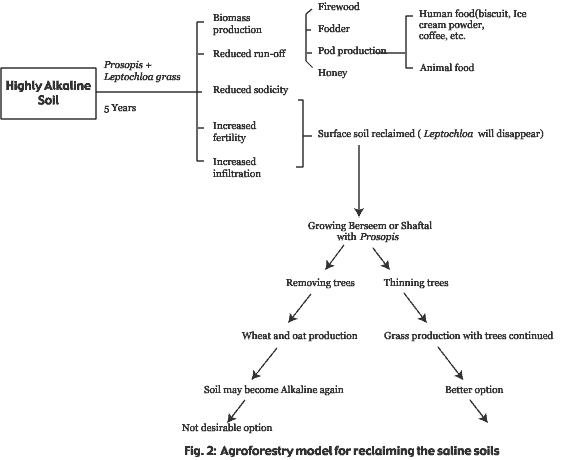 Highly Alkaline
Soil
Prosopis +
Leptochloa grass
5 Years
Biomass
production
Reduced run-off
Reduced sodicity
Increased
fertility
Increased
infiltration
Firewood
Fodder
Pod production
Honey
Human food(biscuit, Ice
cream powder,
coffee, etc.
Animal food
Surface soil reclaimed ( Leptochloa will disappear)
Growing Berseem or Shaftal
with Prosopis
Removing trees
Thinning trees
Wheat and oat production
Grass production with trees continued
Soil may become Alkaline again
Better option
Not desirable option
Fig. 2: Agroforestry model for reclaiming the saline soils